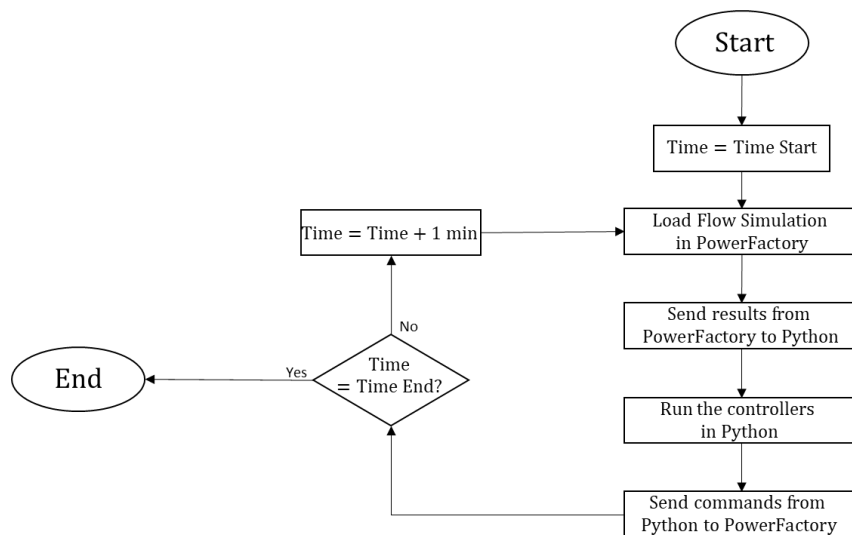 Start
Time = Time Start
Load Flow Simulation
in PowerFactory
Time = Time + 1 min
Send results from
PowerFactory to Python
No
Time
= Time End?
Yes
End
Run the controllers
in Python
Send commands from
Python to PowerFactory